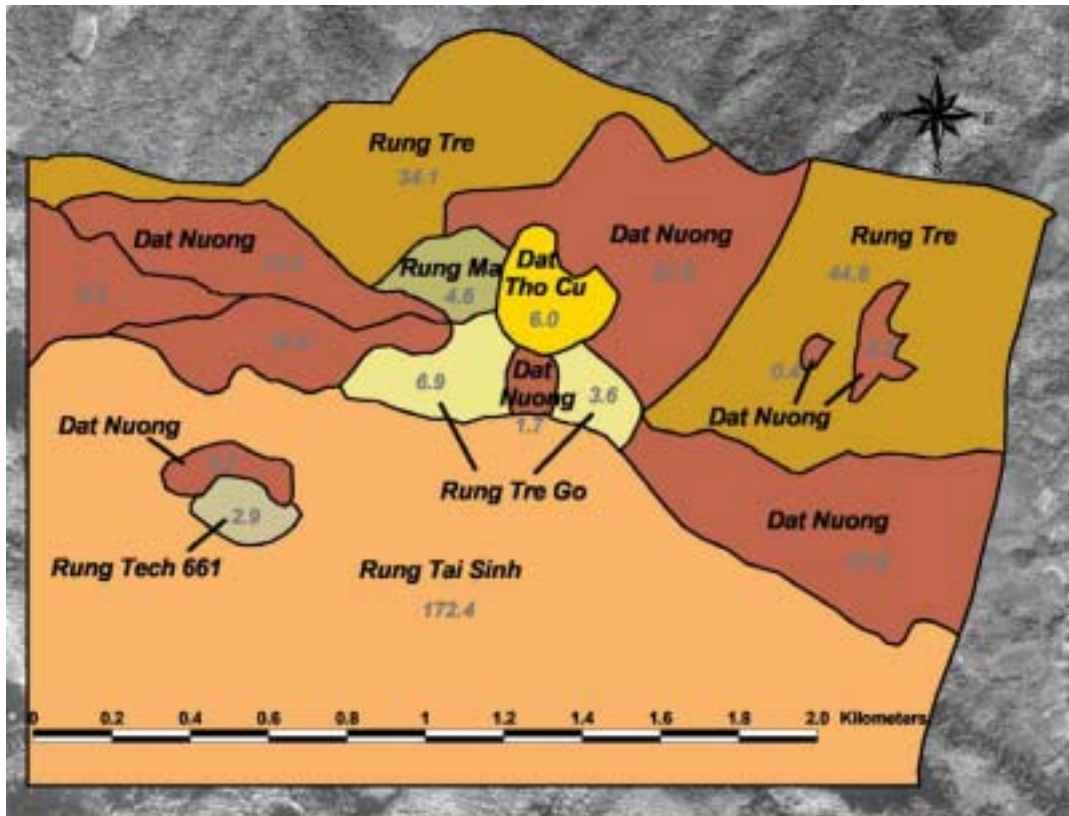 N
W
E
S
Rung Tre
34.1
Dat Nuong
Dat Nuong
Rung Tre
44.6
Rung Ma
4.6
Dat
Tho Cu
6.0
6.9
Dat
Nuong
1.7
3.6
0.4
Dat Nuong
Dat Nuong
Rung Tre Go
2.9
Rung Tech 661
Dat Nuong
Rung Tai Sinh
172.4
0
0.2
0.4
0.6
0.8
1
1.2
1.4
1.6
1.8
2.0
Kilometers